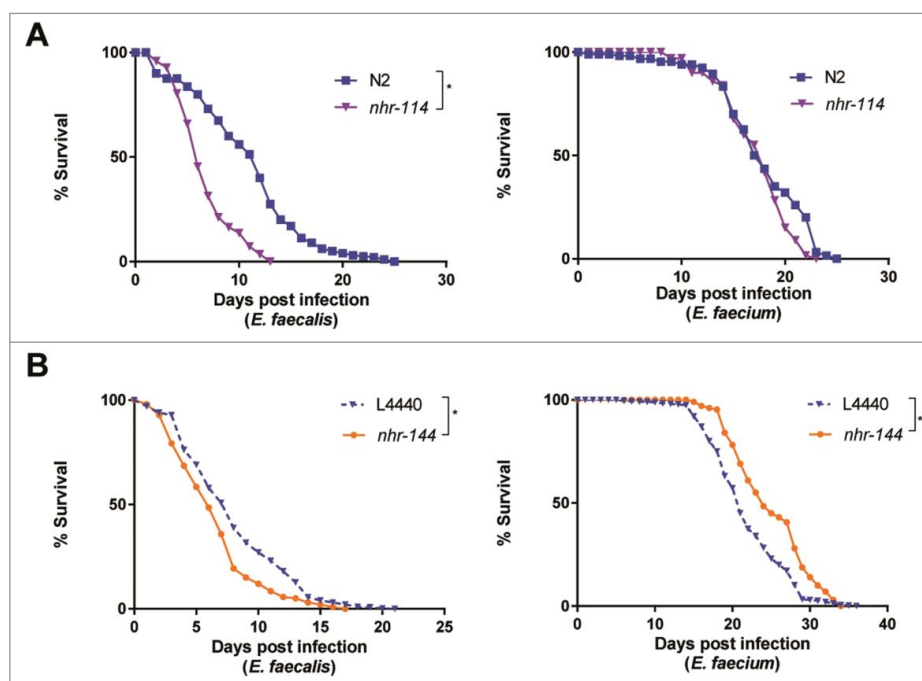 A
% Survival
100
50
0
0 10 20 30
Days post infection
(E. faecalis)
N2
nhr-114
*
% Survival
100
50
0
0 10 20 30
Days post infection
(E. faecium)
N2
nhr-114
B
% Survival
100
50
0
0 5 10 15 20 25
Days post infection
(E. faecalis)
L4440
nhr-144
*
% Survival
100
50
0
0 10 20 30 40
Days post infection
(E. faecium)
L4440
nhr-144
*